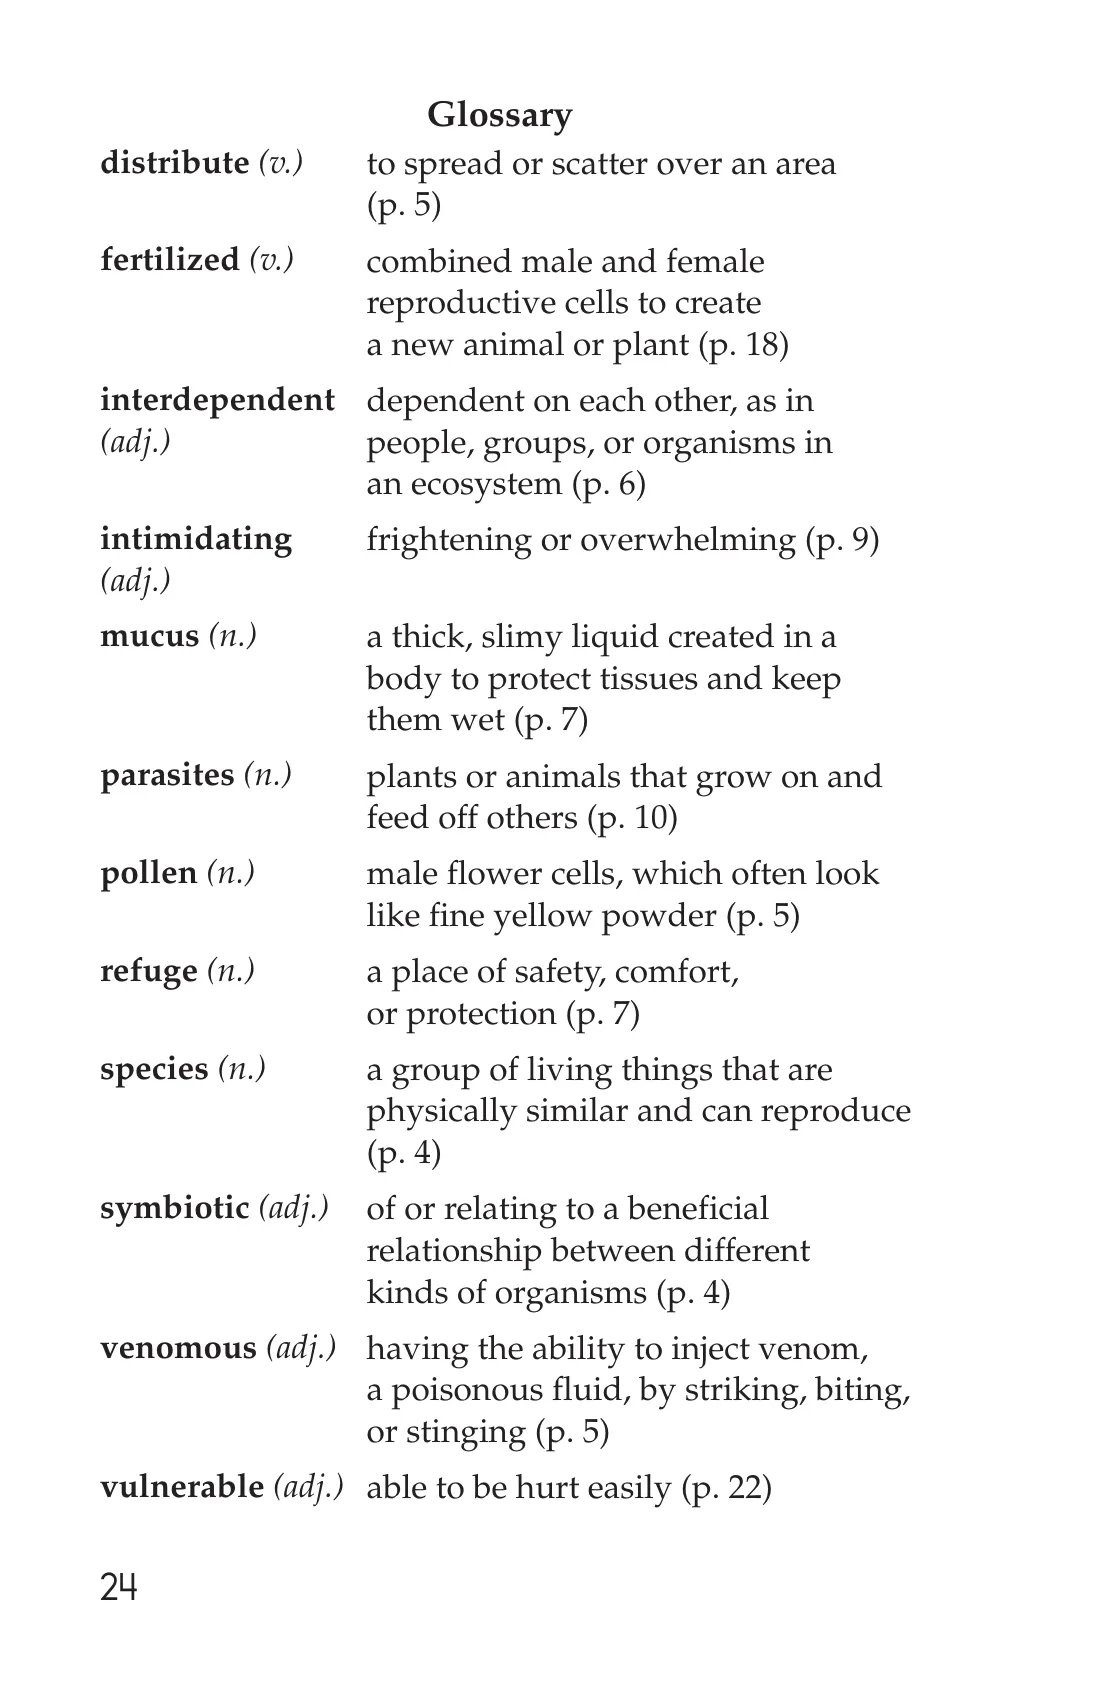 Glossary
distribute (v.) to spread or scatter over an area
(p. 5)
fertilized (v.) combined male and female
reproductive cells to create
a new animal or plant (p. 18)
interdependent dependent on each other, as in
(adj.) people, groups, or organisms in
an ecosystem (p. 6)
intimidating frightening or overwhelming (p. 9)
(adj.)
mucus (n.) a thick, slimy liquid created in a
body to protect tissues and keep
them wet (p. 7)
parasites (n.) plants or animals that grow on and
feed off others (p. 10)
pollen (n.) male flower cells, which often look
like fine yellow powder (p. 5)
refuge (n.) a place of safety, comfort,
or protection (p. 7)
species (n.) a group of living things that are
physically similar and can reproduce
(p. 4)
symbiotic (adj.) of or relating to a beneficial
relationship between different
kinds of organisms (p. 4)
venomous (adj.) having the ability to inject venom,
a poisonous fluid, by striking, biting,
or stinging (p. 5)
vulnerable (adj.) able to be hurt easily (p. 22)
24